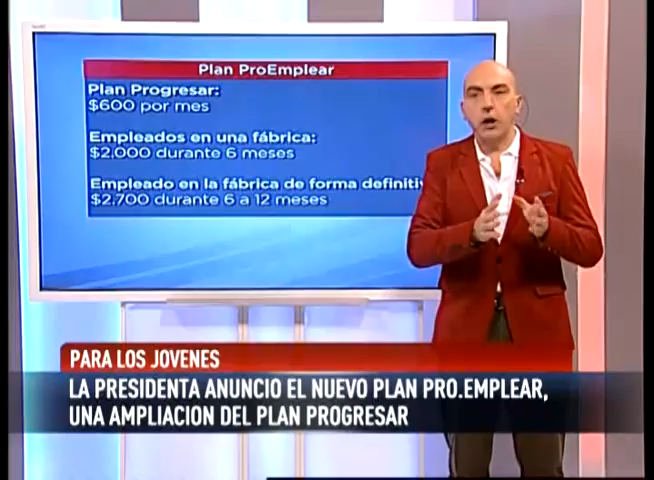 Plan ProEmplear
Plan Progresar:
$600 por mes
Empleados en una fábrica:
$2.000 durante 6 meses
Empleado en la fábrica de forma definitiv
$2.700 durante 6 a 12 meses
PARA LOS JOVENES
LA PRESIDENTA ANUNCIO EL NUEVO PLAN PRO.EMPLEAR,
UNA AMPLIACION DEL PLAN PROGRESAR